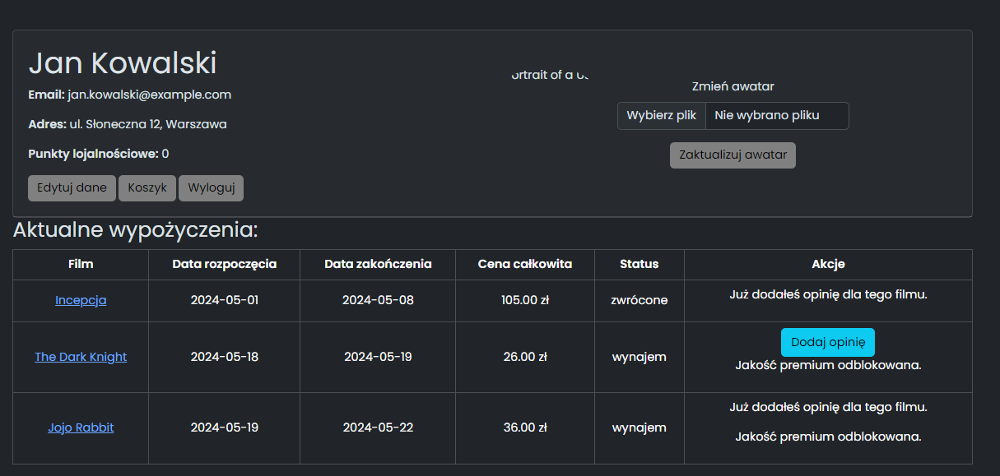 Jan Kowalski
Email: jan.kowalski@example.com
Adres: ul. Słoneczna 12, Warszawa
Punkty lojalnościowe: 0
Edytuj dane Koszyk Wyloguj
of a
Zmień awatar
Wybierz plik Nie wybrano pliku
Zaktualizuj awatar
Aktualne wypożyczenia:
Film Data rozpoczęcia Data zakończenia Cena całkowita Status Akcje
Incepcja 2024-05-01 2024-05-08 105.00 zł zwrócone Już dodałeś opinię dla tego filmu.
The Dark Knight 2024-05-18 2024-05-19 26.00 zł wynajem Dodaj opinię
Jakość premium odblokowana.
Jojo Rabbit 2024-05-19 2024-05-22 36.00 zł wynajem Już dodałeś opinię dla tego filmu.
Jakość premium odblokowana.